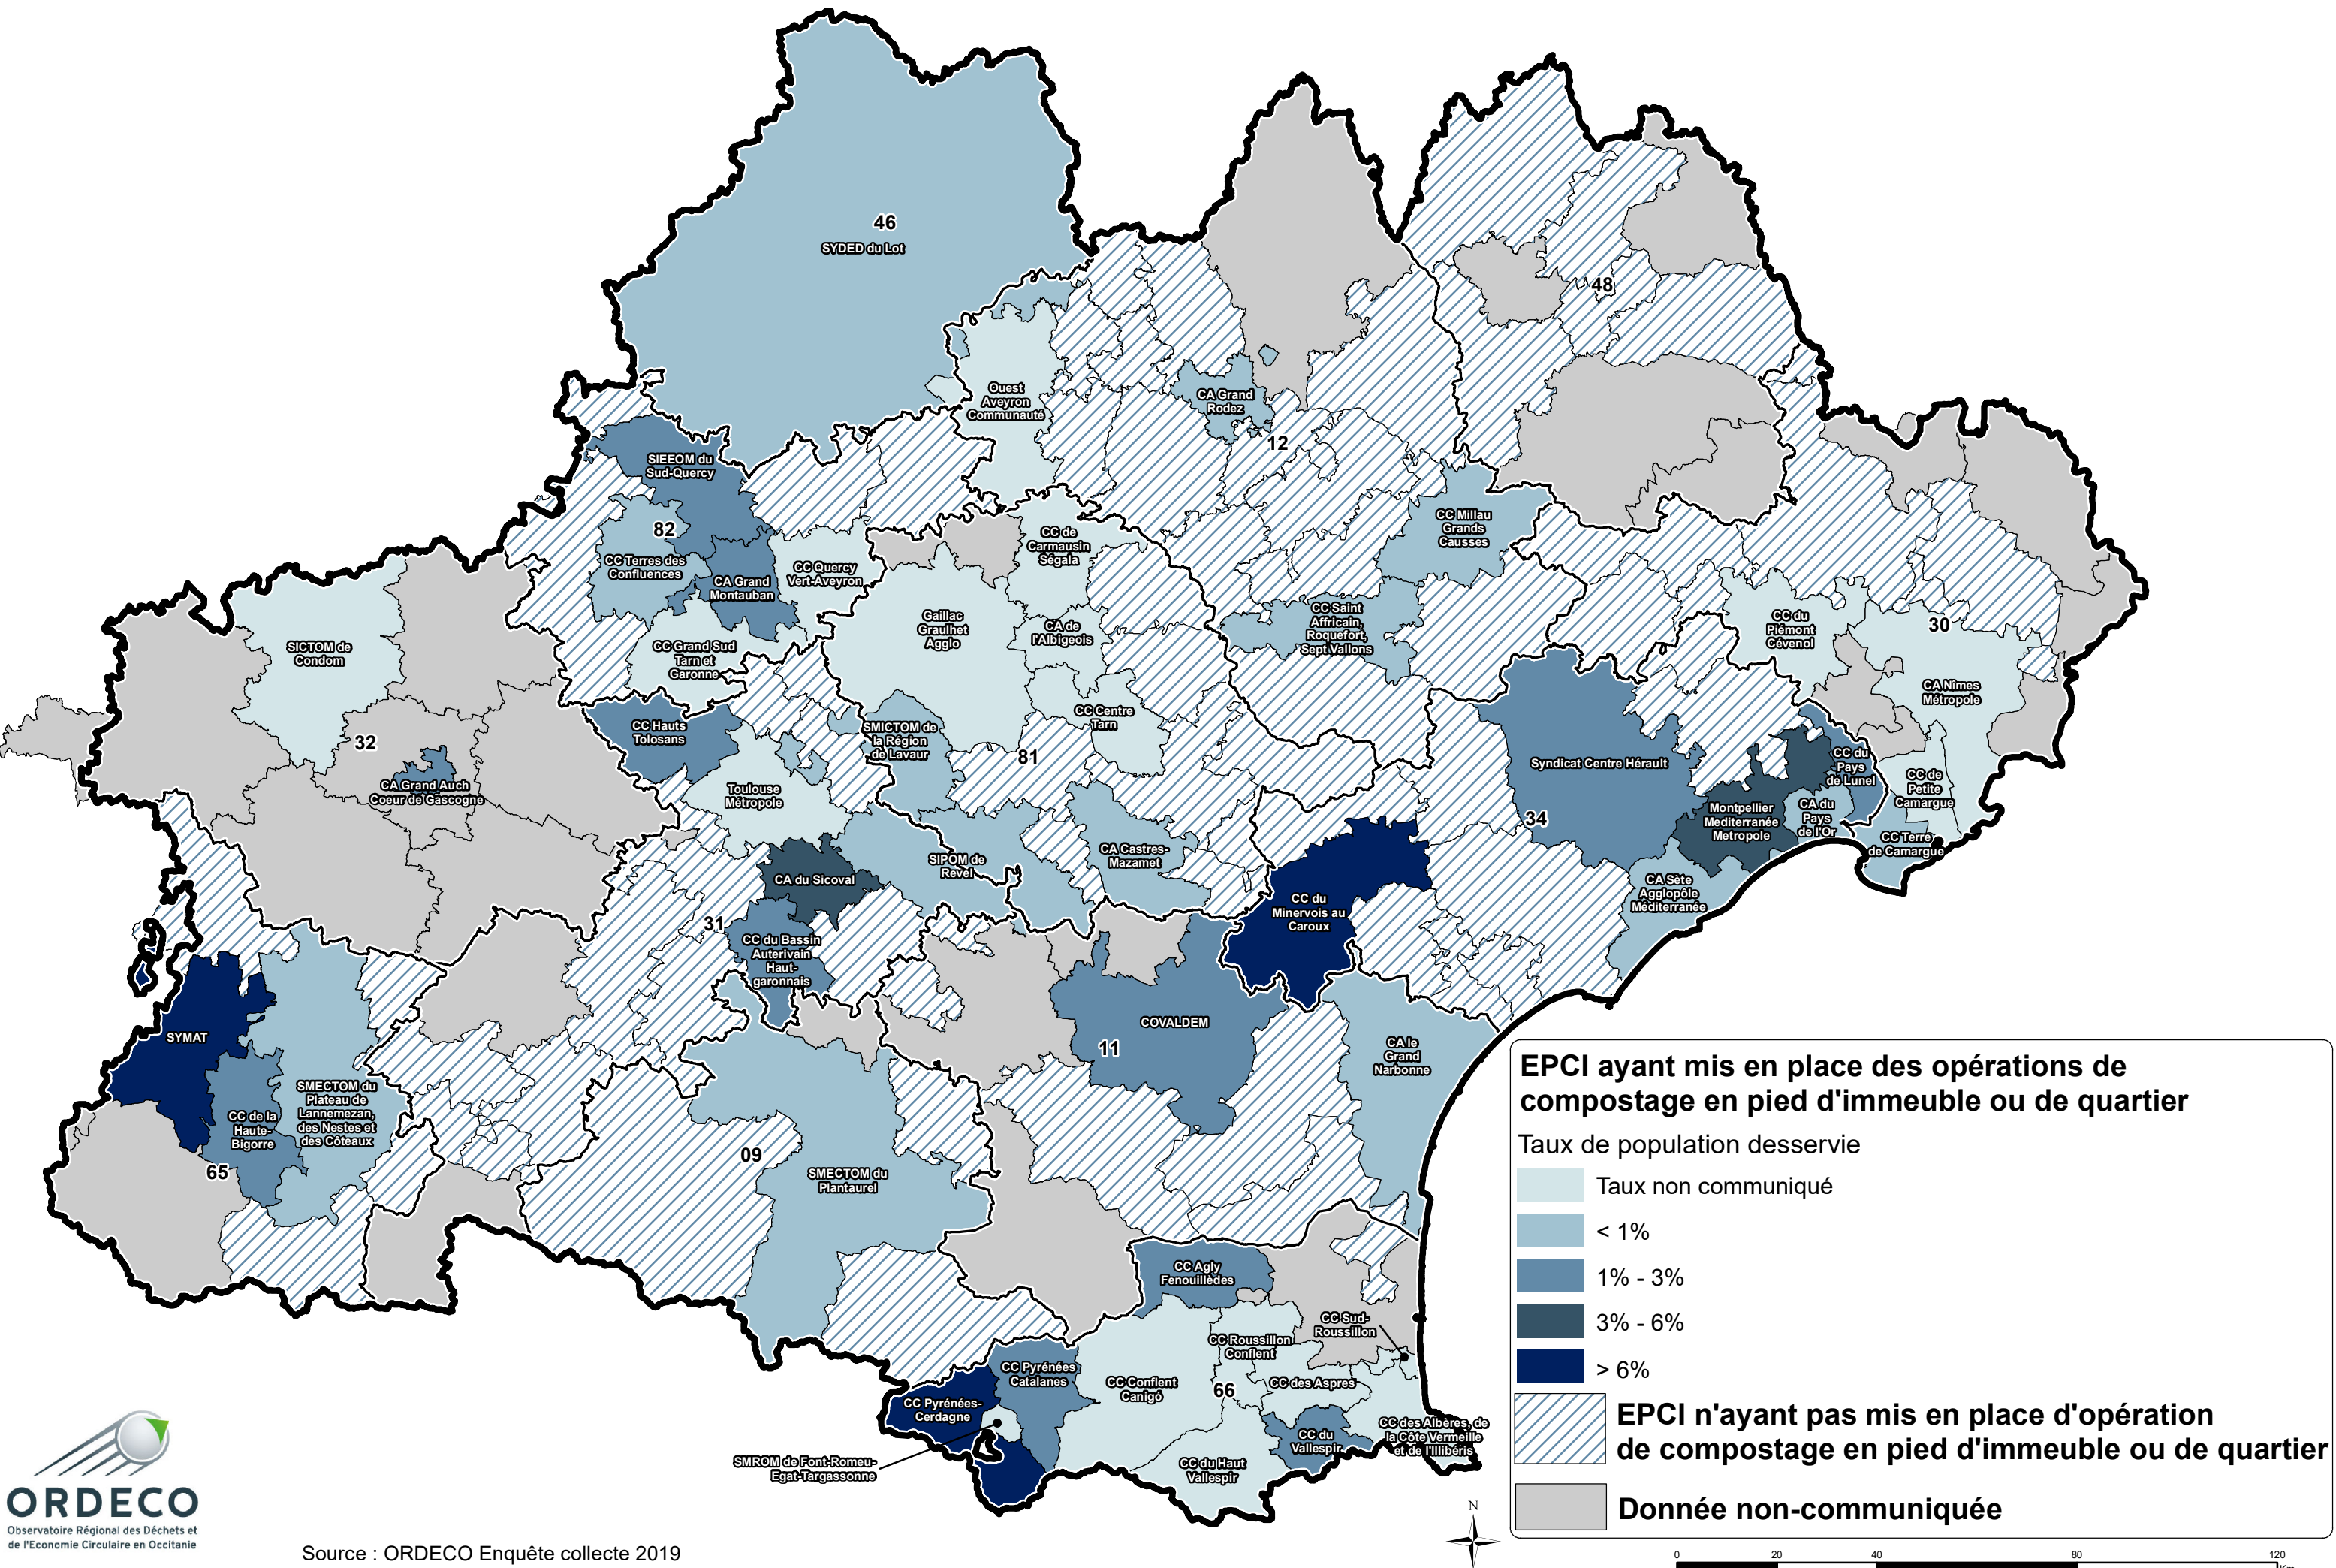 46
SYDED du Lot
48
Ouest
Aveyron
Communauté
CA Grand
Rodez
12
SIEEOM du
Sud-Quercy
82
CC Terres des
Confluences
CA Grand
Montauban
CC Quercy
Vert-Aveyron
CC de
Carmausin
Ségala
CC Millau
Grands
Causses
Gaillac
Graulhet
Agglo
CA de
l'Albigeois
CC Saint
Affricain,
Roquefort,
Sept Vallons
CC du
Piémont
Cévenol
30
SICTOM de
Condom
CC Grand Sud
Tarn et
Garonne
CA Nîmes
Métropole
32
CC Hauts
Tolosans
SMICTOM de
la Région
de Lavaur
CC Centre
Tarn
81
CA Grand Auch
Coeur de Gascogne
Toulouse
Métropole
Syndicat Centre Hérault
CC du
Pays
de Lunel
CC de
Petite
Camargue
Montpellier
Mediterranée
Metropole
CA du
Pays
de l'Or
34
CC Terre
de Camargue
CA du Sicoval
SIPOM de
Revel
CA Castres-
Mazamet
CA Sète
Agglopôle
Méditerranée
31
CC du Bassin
Auterivain
Haut-
garonnais
CC du
Minervois au
Caroux
SYMAT
COVALDEM
11
CA le
Grand
Narbonne
SMECTOM du
Plateau de
Lannemezan,
des Nestes et
des Côteaux
CC de la
Haute-
Bigorre
65
09
SMECTOM du
Plantaurel
CC Agly
Fenouillèdes
CC Sud-
Roussillon
CC Roussillon
Conflent
CC Pyrénées
Catalanes
CC Conflent
Canigó
66
CC des Aspres
CC Pyrénées-
Cerdagne
CC du
Vallespir
CC des Albères, de
la Côte Vermeille
et de l'Illibéris
SMROM de Font-Romeu-
Egat-Targassonne
CC du Haut
Vallespir
EPCI ayant mis en place des opérations de
compostage en pied d'immeuble ou de quartier
Taux de population desservie
Taux non communiqué
< 1%
1% - 3%
3% - 6%
> 6%
EPCI n'ayant pas mis en place d'opération
de compostage en pied d'immeuble ou de quartier
Donnée non-communiquée
ORDECO
Observatoire Régional des Déchets et
de l'Economie Circulaire en Occitanie
Source : ORDECO Enquête collecte 2019
N
0 20 40 80 120
Km